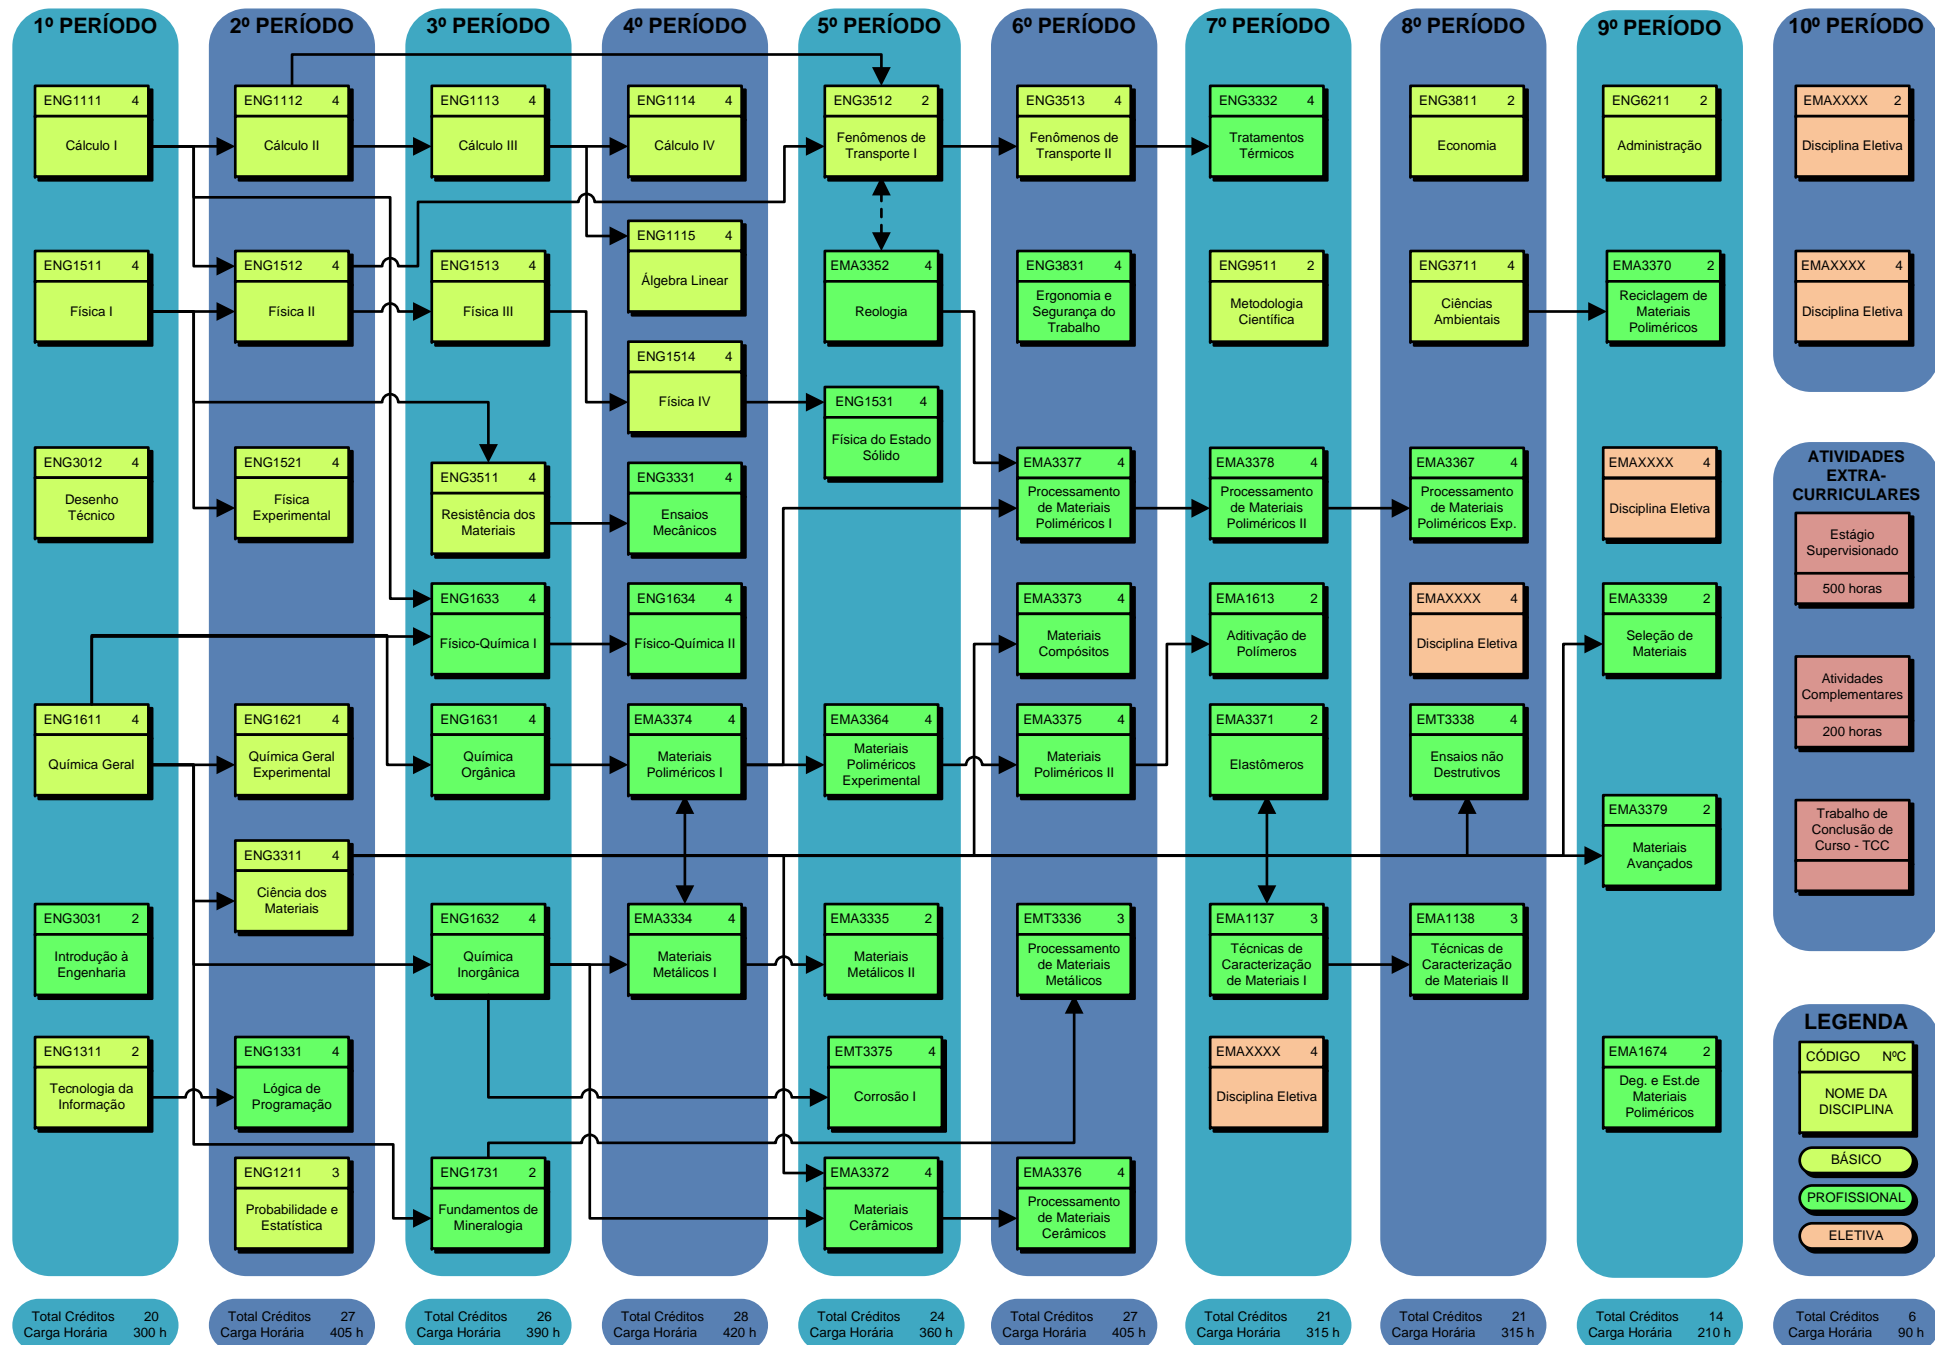 1º PERÍODO
ENG1111 4
Cálculo I
ENG1511 4
Física I
ENG3012 4
Desenho
Técnico
ENG1611 4
Química Geral
ENG3031 2
Introdução à
Engenharia
ENG1311 2
Tecnologia da
Informação
Total Créditos 20
Carga Horária 300 h
2º PERÍODO
ENG1112 4
Cálculo II
ENG1512 4
Física II
ENG1521 4
Física
Experimental
ENG1621 4
Química Geral
Experimental
ENG3311 4
Ciência dos
Materiais
ENG1331 4
Lógica de
Programação
ENG1211 3
Probabilidade e
Estatística
Total Créditos 27
Carga Horária 405 h
3º PERÍODO
ENG1113 4
Cálculo III
ENG1513 4
Física III
ENG3511 4
Resistência dos
Materiais
ENG1633 4
Físico-Química I
ENG1631 4
Química
Orgânica
ENG1632 4
Química
Inorgânica
ENG1731 2
Fundamentos de
Mineralogia
Total Créditos 26
Carga Horária 390 h
4º PERÍODO
ENG1114 4
Cálculo IV
ENG1115 4
Álgebra Linear
ENG1514 4
Física IV
ENG3331 4
Ensaios
Mecânicos
ENG1634 4
Físico-Química II
EMA3374 4
Materiais
Poliméricos I
EMA3334 4
Materiais
Metálicos I
Total Créditos 28
Carga Horária 420 h
5º PERÍODO
ENG3512 2
Fenômenos de
Transporte I
EMA3352 4
Reologia
ENG1531 4
Física do Estado
Sólido
EMA3364 4
Materiais
Poliméricos
Experimental
EMA3335 2
Materiais
Metálicos II
EMT3375 4
Corrosão I
EMA3372 4
Materiais
Cerâmicos
Total Créditos 24
Carga Horária 360 h
6º PERÍODO
ENG3513 4
Fenômenos de
Transporte II
ENG3831 4
Ergonomia e
Segurança do
Trabalho
EMA3377 4
Processamento
de Materiais
Poliméricos I
EMA3373 4
Materiais
Compósitos
EMA3375 4
Materiais
Poliméricos II
EMT3336 3
Processamento
de Materiais
Metálicos
EMA3376 4
Processamento
de Materiais
Cerâmicos
Total Créditos 27
Carga Horária 405 h
7º PERÍODO
ENG3332 4
Tratamentos
Térmicos
ENG9511 2
Metodologia
Científica
EMA3378 4
Processamento
de Materiais
Poliméricos II
EMA1613 2
Aditivação de
Polímeros
EMA3371 2
Elastômeros
EMA1137 3
Técnicas de
Caracterização
de Materiais I
EMAXXXX 4
Disciplina Eletiva
Total Créditos 21
Carga Horária 315 h
8º PERÍODO
ENG3811 2
Economia
ENG3711 4
Ciências
Ambientais
EMA3367 4
Processamento
de Materiais
Poliméricos Exp.
EMAXXXX 4
Disciplina Eletiva
EMT3338 4
Ensaios não
Destrutivos
EMA1138 3
Técnicas de
Caracterização
de Materiais II
Total Créditos 21
Carga Horária 315 h
9º PERÍODO
ENG6211 2
Administração
EMA3370 2
Reciclagem de
Materiais
Poliméricos
EMAXXXX 4
Disciplina Eletiva
EMA3339 2
Seleção de
Materiais
EMA3379 2
Materiais
Avançados
EMA1674 2
Deg. e Est.de
Materiais
Poliméricos
Total Créditos 14
Carga Horária 210 h
10º PERÍODO
EMAXXXX 2
Disciplina Eletiva
EMAXXXX 4
Disciplina Eletiva
ATIVIDADES
EXTRA-
CURRICULARES
Estágio
Supervisionado
500 horas
Atividades
Complementares
200 horas
Trabalho de
Conclusão de
Curso - TCC
LEGENDA
CÓDIGO NºC
NOME DA
DISCIPLINA
BÁSICO
PROFISSIONAL
ELETIVA
Total Créditos 6
Carga Horária 90 h